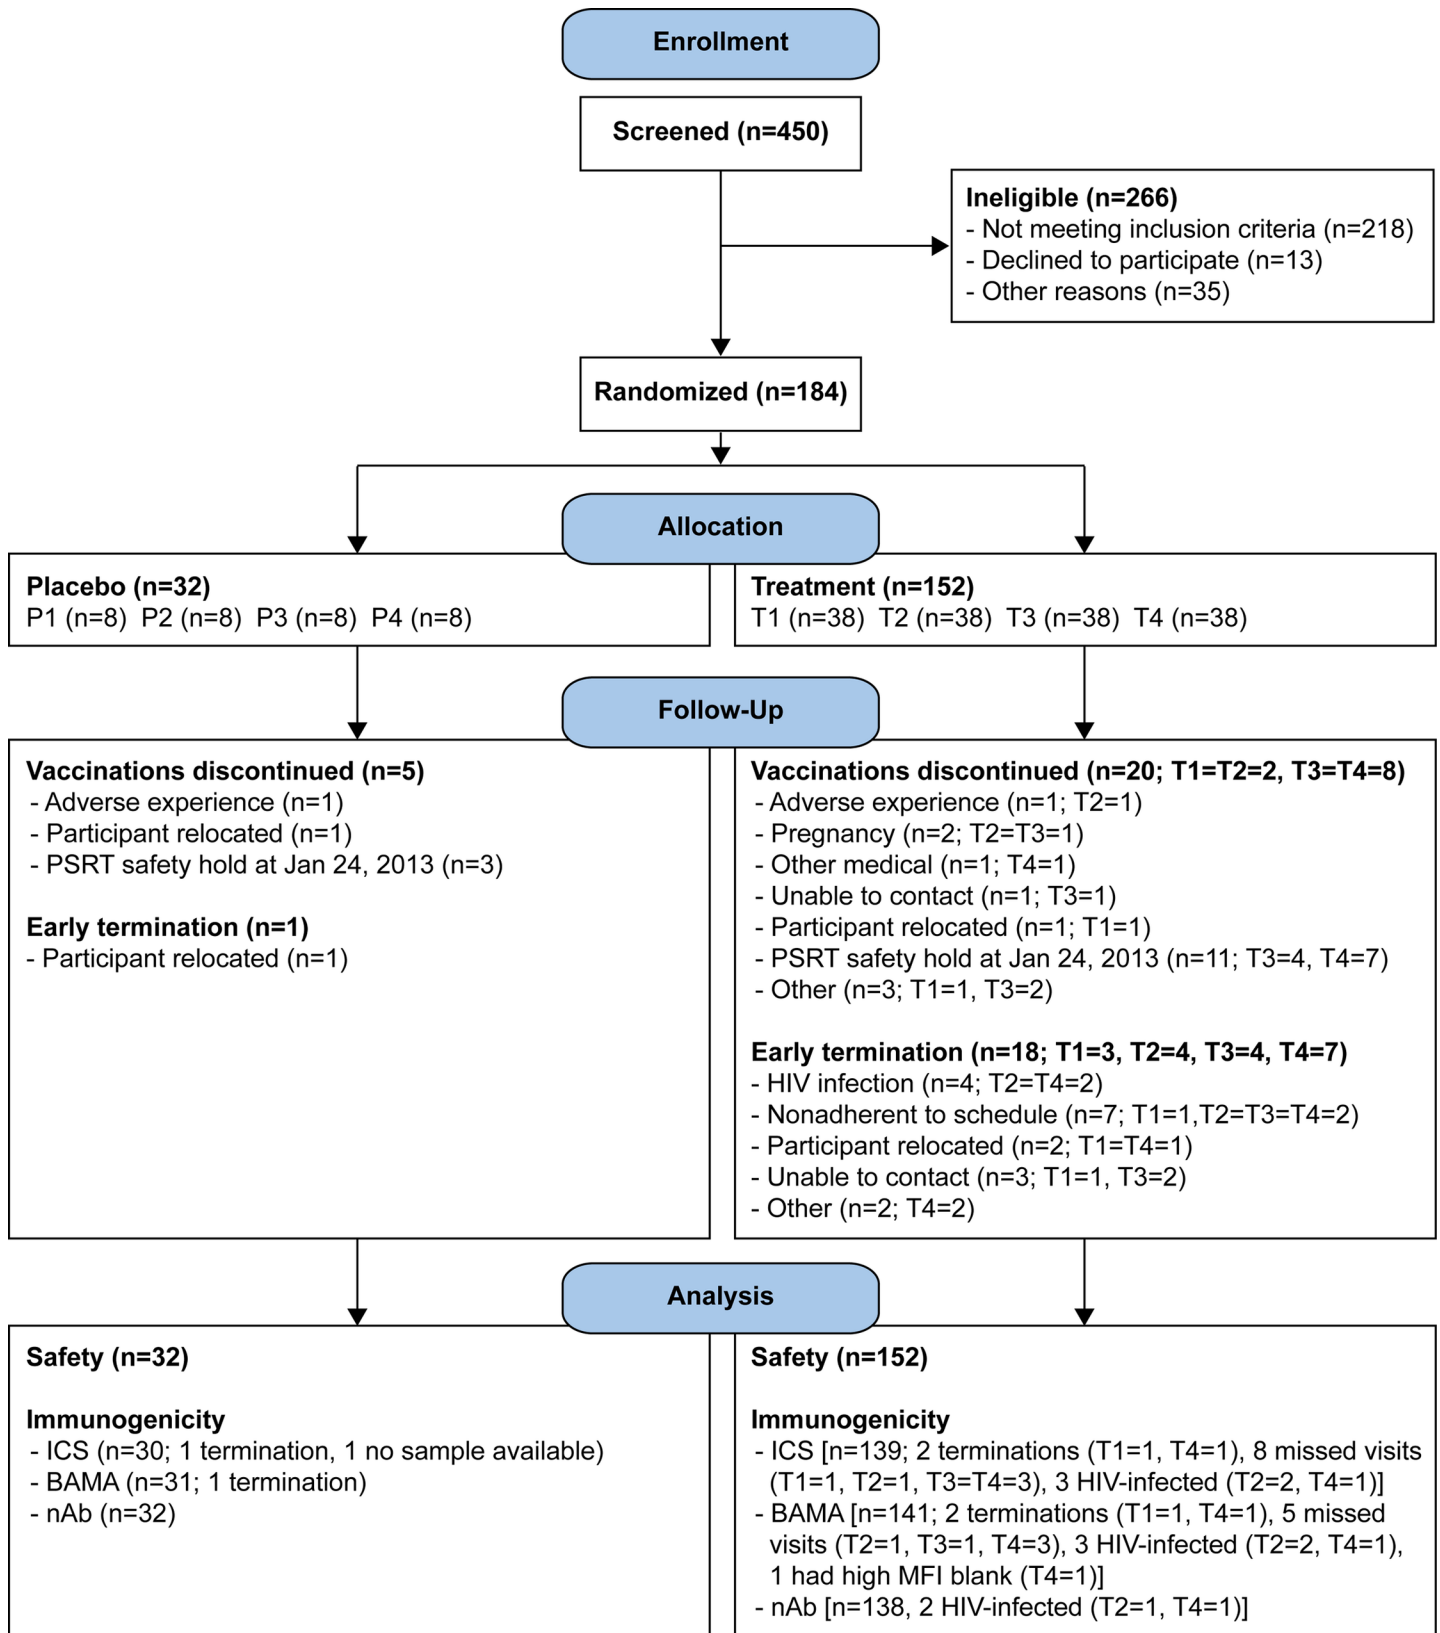 Enrollment
Screened (n=450)
Ineligible (n=266)
- Not meeting inclusion criteria (n=218)
- Declined to participate (n=13)
- Other reasons (n=35)
Randomized (n=184)
Allocation
Placebo (n=32)
P1 (n=8)  P2 (n=8)  P3 (n=8)  P4 (n=8)
Treatment (n=152)
T1 (n=38)  T2 (n=38)  T3 (n=38)  T4 (n=38)
Follow-Up
Vaccinations discontinued (n=5)
- Adverse experience (n=1)
- Participant relocated (n=1)
- PSRT safety hold at Jan 24, 2013 (n=3)
Early termination (n=1)
- Participant relocated (n=1)
Vaccinations discontinued (n=20; T1=T2=2, T3=T4=8)
- Adverse experience (n=1; T2=1)
- Pregnancy (n=2; T2=T3=1)
- Other medical (n=1; T4=1)
- Unable to contact (n=1; T3=1)
- Participant relocated (n=1; T1=1)
- PSRT safety hold at Jan 24, 2013 (n=11; T3=4, T4=7)
- Other (n=3; T1=1, T3=2)
Early termination (n=18; T1=3, T2=4, T3=4, T4=7)
- HIV infection (n=4; T2=T4=2)
- Nonadherent to schedule (n=7; T1=1,T2=T3=T4=2)
- Participant relocated (n=2; T1=T4=1)
- Unable to contact (n=3; T1=1, T3=2)
- Other (n=2; T4=2)
Analysis
Safety (n=32)
Immunogenicity
- ICS (n=30; 1 termination, 1 no sample available)
- BAMA (n=31; 1 termination)
- nAb (n=32)
Safety (n=152)
Immunogenicity
- ICS [n=139; 2 terminations (T1=1, T4=1), 8 missed visits
(T1=1, T2=1, T3=T4=3), 3 HIV-infected (T2=2, T4=1)]
- BAMA [n=141; 2 terminations (T1=1, T4=1), 5 missed
visits (T2=1, T3=1, T4=3), 3 HIV-infected (T2=2, T4=1),
1 had high MFI blank (T4=1)]
- nAb [n=138, 2 HIV-infected (T2=1, T4=1)]